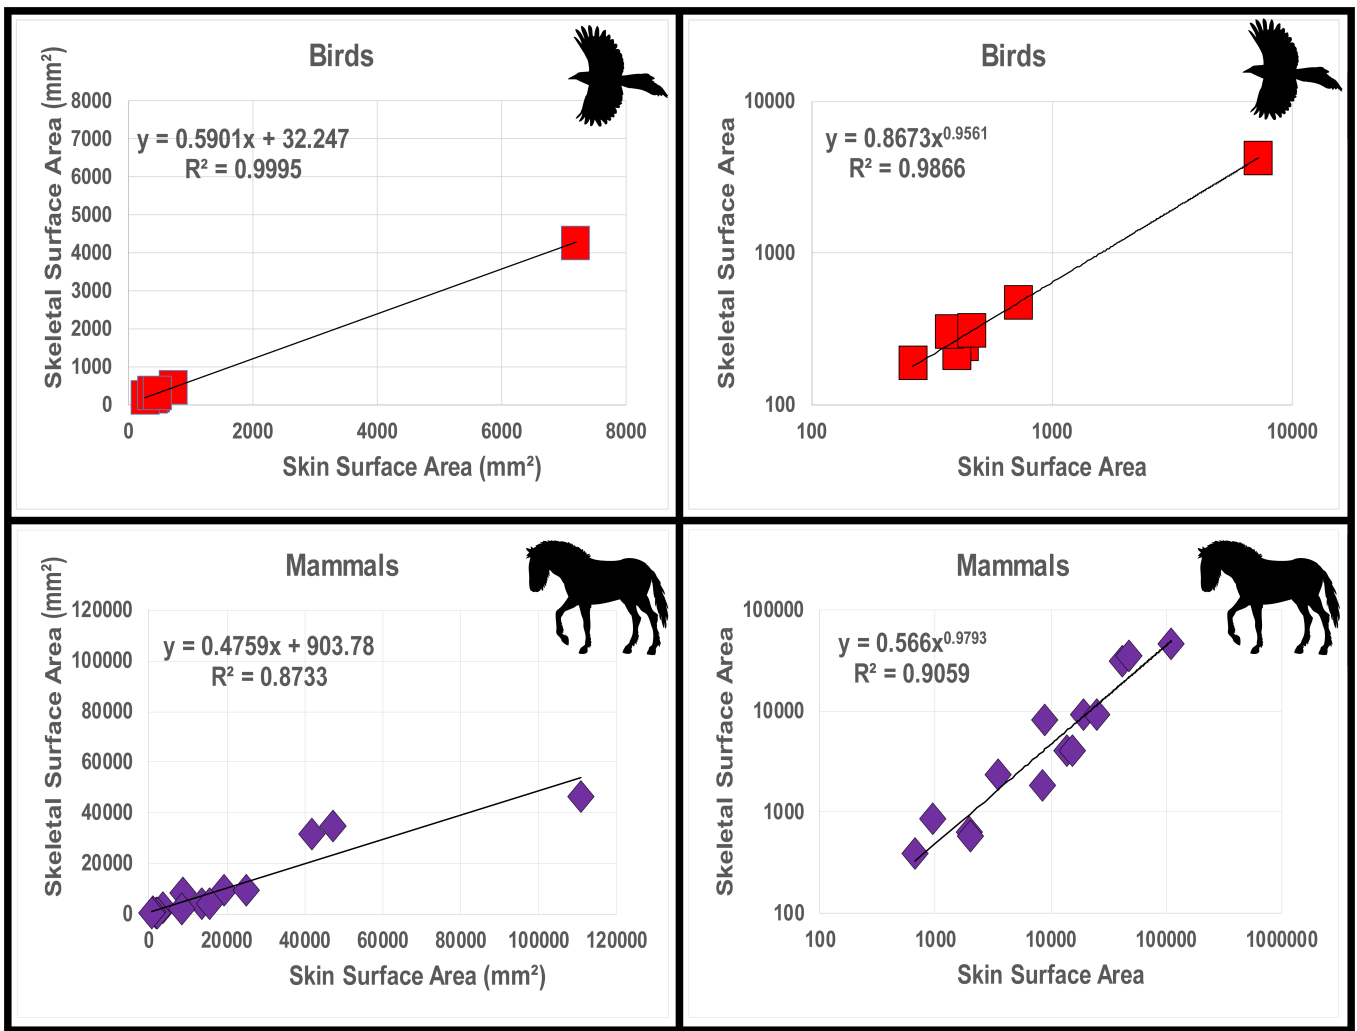 Birds
Skeletal Surface Area (mm²)
8000
7000
6000
5000
4000
3000
2000
1000
0
y = 0.5901x + 32.247
R² = 0.9995
0 2000 4000 6000 8000
Skin Surface Area (mm²)
Birds
Skeletal Surface Area
10000
1000
100
y = 0.8673x^0.9561
R² = 0.9866
100 1000 10000
Skin Surface Area
Mammals
Skeletal Surface Area (mm²)
120000
100000
80000
60000
40000
20000
0
y = 0.4759x + 903.78
R² = 0.8733
0 20000 40000 60000 80000 100000 120000
Skin Surface Area (mm²)
Mammals
Skeletal Surface Area
100000
10000
1000
100
y = 0.566x^0.9793
R² = 0.9059
100 1000 10000 100000 1000000
Skin Surface Area